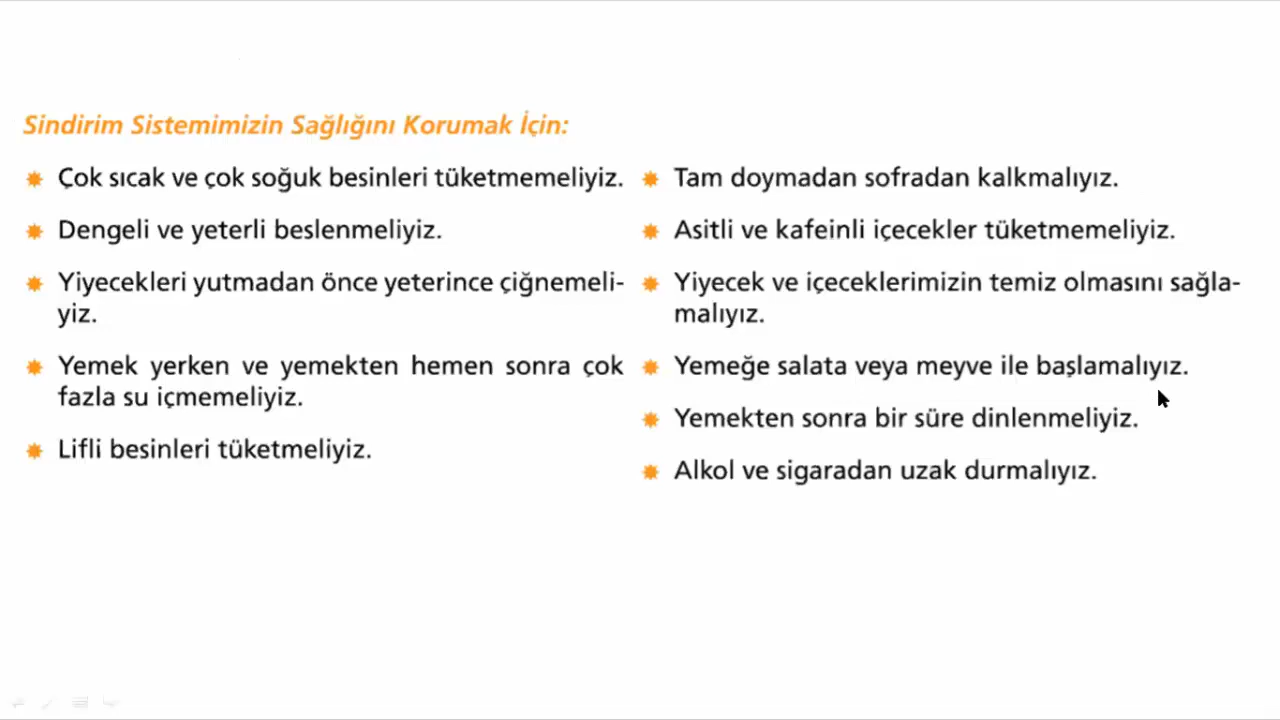 Sindirim Sistemimizin Sağlığını Korumak İçin:
Çok sıcak ve çok soğuk besinleri tüketmemeliyiz.
Dengeli ve yeterli beslenmeliyiz.
Yiyecekleri yutmadan önce yeterince çiğnemeli-
yiz.
Yemek yerken ve yemekten hemen sonra çok
fazla su içmemeliyiz.
Lifli besinleri tüketmeliyiz.
Tam doymadan sofradan kalkmalıyız.
Asitli ve kafeinli içecekler tüketmemeliyiz.
Yiyecek ve içeceklerimizin temiz olmasını sağla-
malıyız.
Yemeğe salata veya meyve ile başlamalıyız.
Yemekten sonra bir süre dinlenmeliyiz.
Alkol ve sigaradan uzak durmalıyız.